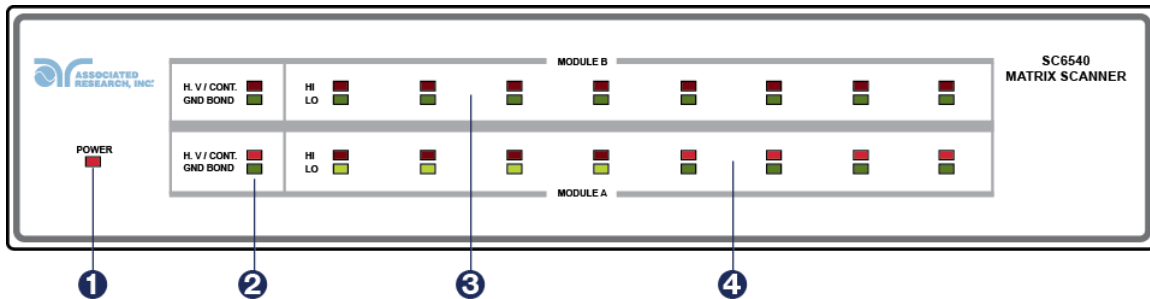 ASSOCIATED
RESEARCH, INC.
SC6540
MATRIX SCANNER
MODULE B
H. V / CONT.
GND BOND
HI
LO
POWER
H. V / CONT.
GND BOND
HI
LO
MODULE A
1
2
3
4